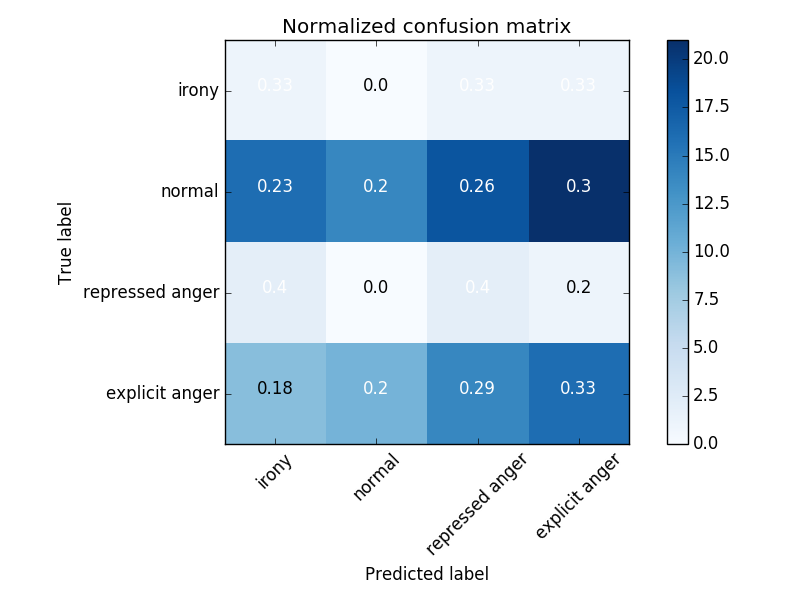 Normalized confusion matrix
irony 0.33 0.0 0.33 0.33
normal 0.23 0.2 0.26 0.3
repressed anger 0.4 0.0 0.4 0.2
explicit anger 0.18 0.2 0.29 0.33
True label
irony normal repressed anger explicit anger
Predicted label
20.0
17.5
15.0
12.5
10.0
7.5
5.0
2.5
0.0